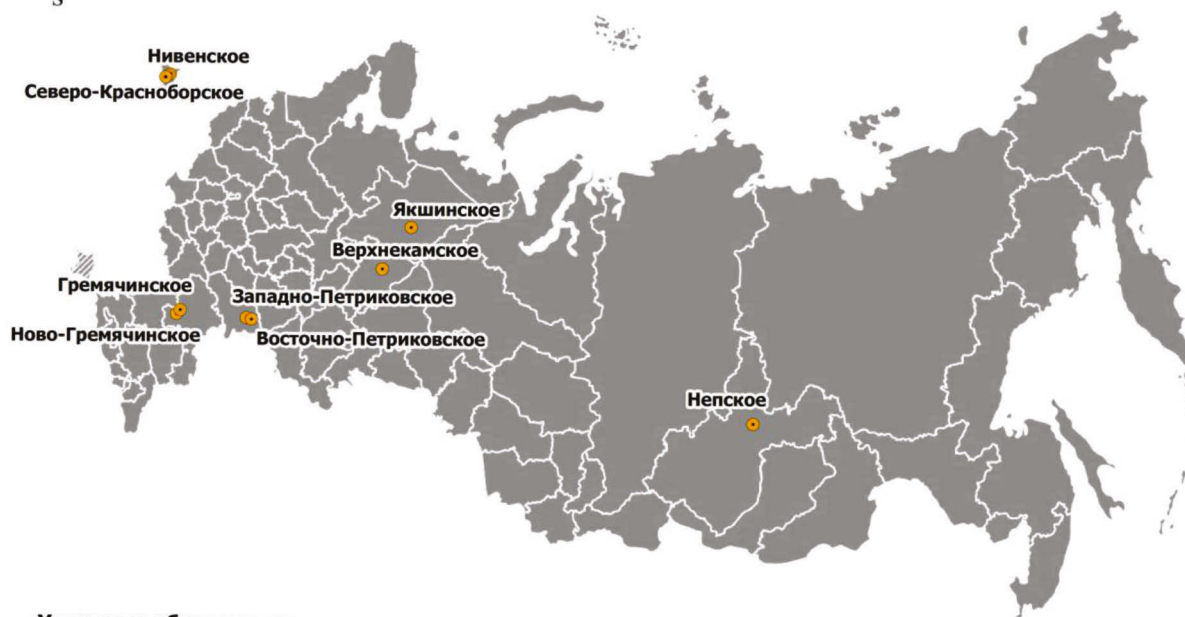 Нивенское
Северо-Красноборское
Якшинское
Верхнекамское
Гремячинское
Западно-Петриковское
Ново-Гремячинское
Восточно-Петриковское
Непское